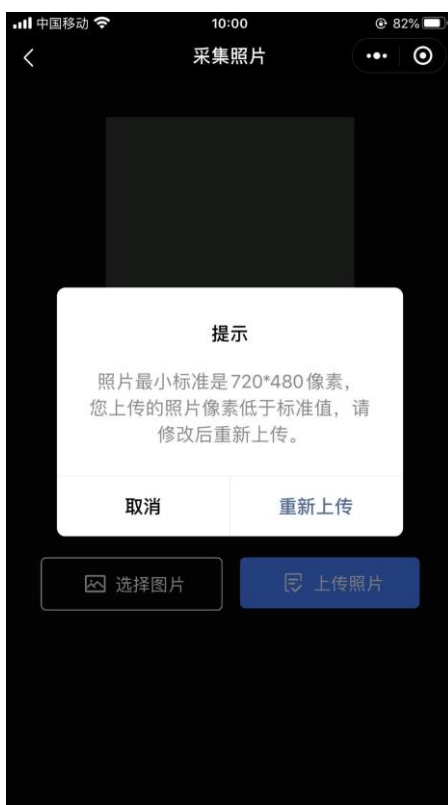 中国移动 10:00 82%
采集照片
提示
照片最小标准是720*480像素，
您上传的照片像素低于标准值，请
修改后重新上传。
取消 重新上传
选择图片 上传照片